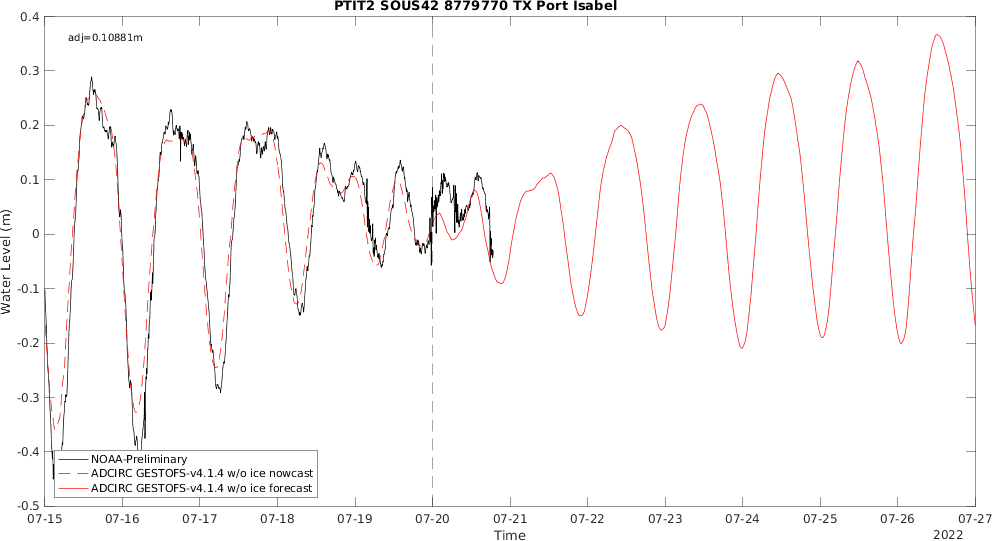 PTIT2 SOUS42 8779770 TX Port Isabel
adj=0.10881m
0.4
0.3
0.2
0.1
0
-0.1
-0.2
-0.3
-0.4
-0.5
Water Level (m)
NOAA-Preliminary
ADCIRC GESTOFS-v4.1.4 w/o ice nowcast
ADCIRC GESTOFS-v4.1.4 w/o ice forecast
07-15 07-16 07-17 07-18 07-19 07-20 07-21 07-22 07-23 07-24 07-25 07-26 07-27
Time
2022